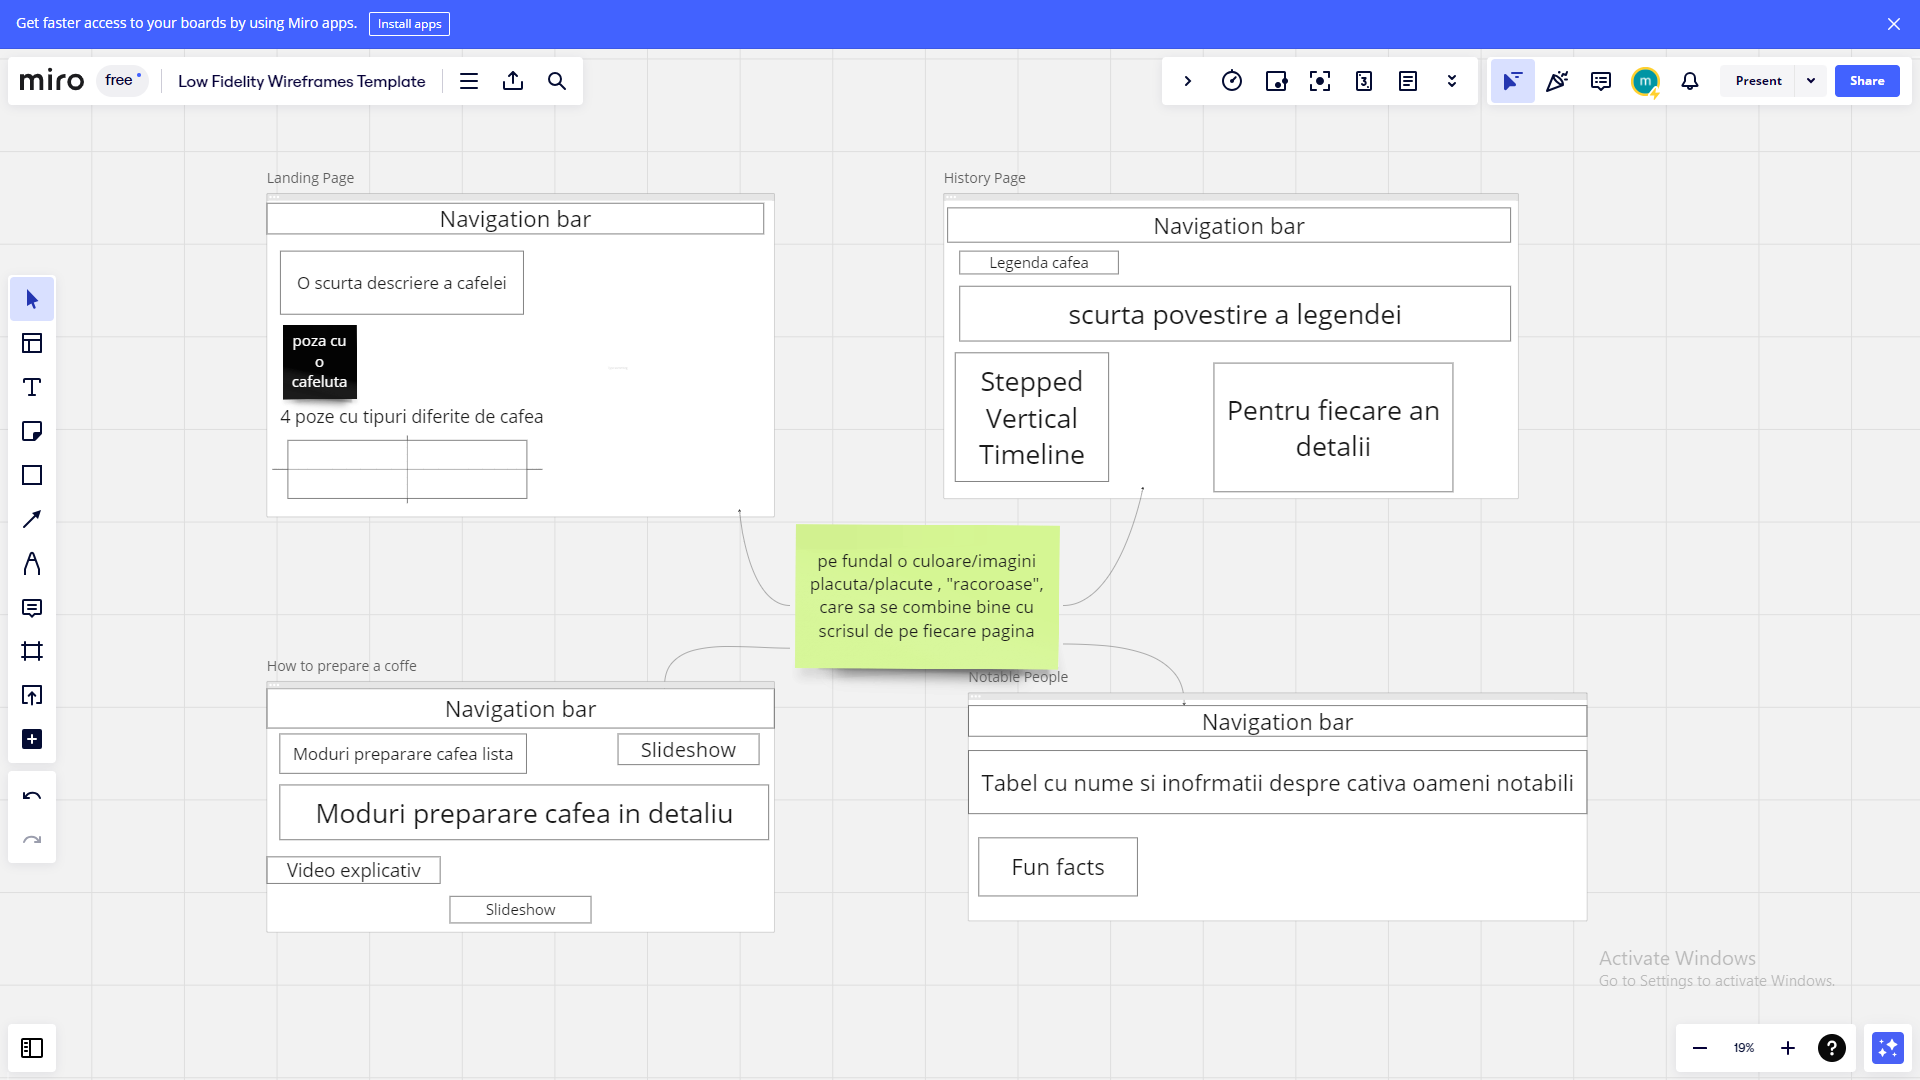 Get faster access to your boards by using Miro apps.
Install apps
miro
free
Low Fidelity Wireframes Template
3
m
Present
Share
Landing Page
Navigation bar
O scurta descriere a cafelei
poza cu
o
cafeluta
4 poze cu tipuri diferite de cafea
History Page
Navigation bar
Legenda cafea
scurta povestire a legendei
Stepped
Vertical
Timeline
Pentru fiecare an
detalii
pe fundal o culoare/imagini
placuta/placute , "racoroase",
care sa se combine bine cu
scrisul de pe fiecare pagina
How to prepare a coffe
Navigation bar
Moduri preparare cafea lista
Slideshow
Moduri preparare cafea in detaliu
Video explicativ
Slideshow
Notable People
Navigation bar
Tabel cu nume si inofrmatii despre cativa oameni notabili
Fun facts
Activate Windows
Go to Settings to activate Windows.
19%
?